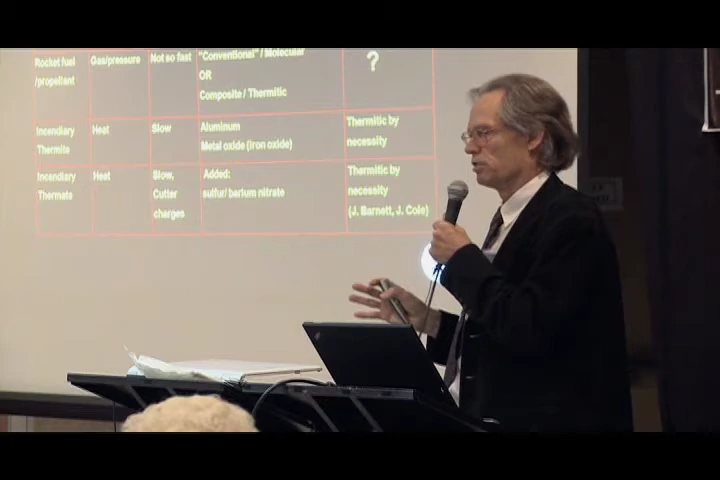 Rocket fuel Gas/pressure Not so fast "Conventional" / Molecular ?
/propellant OR
Composite / Thermitic
Incendiary Heat Slow Aluminum Thermitic by
Thermite Metal oxide (iron oxide) necessity
Incendiary Heat Slow, Added: Thermitic by
Thermate Cutter sulfur/ barium nitrate necessity
charges (J. Barnett, J. Cole)